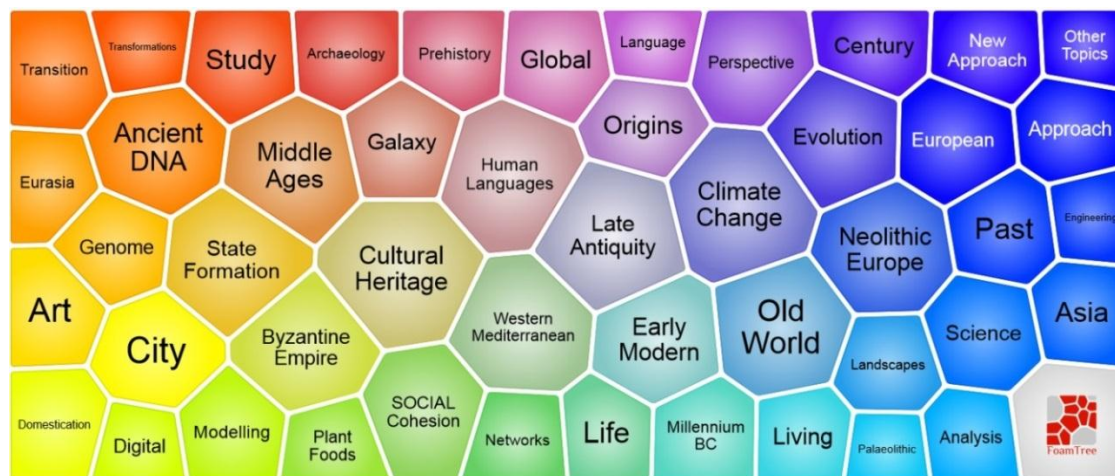 Transition
Transformations
Study
Archaeology
Prehistory
Global
Language
Perspective
Century
New
Approach
Other
Topics
Ancient
DNA
Middle
Ages
Galaxy
Human
Languages
Origins
Climate
Change
Evolution
European
Approach
Eurasia
Genome
State
Formation
Cultural
Heritage
Late
Antiquity
Neolithic
Europe
Past
Engineering
Art
City
Byzantine
Empire
Western
Mediterranean
Early
Modern
Old
World
Landscapes
Science
Asia
Domestication
Digital
Modelling
Plant
Foods
SOCIAL
Cohesion
Networks
Life
Millennium
BC
Living
Palaeolithic
Analysis
FoamTree